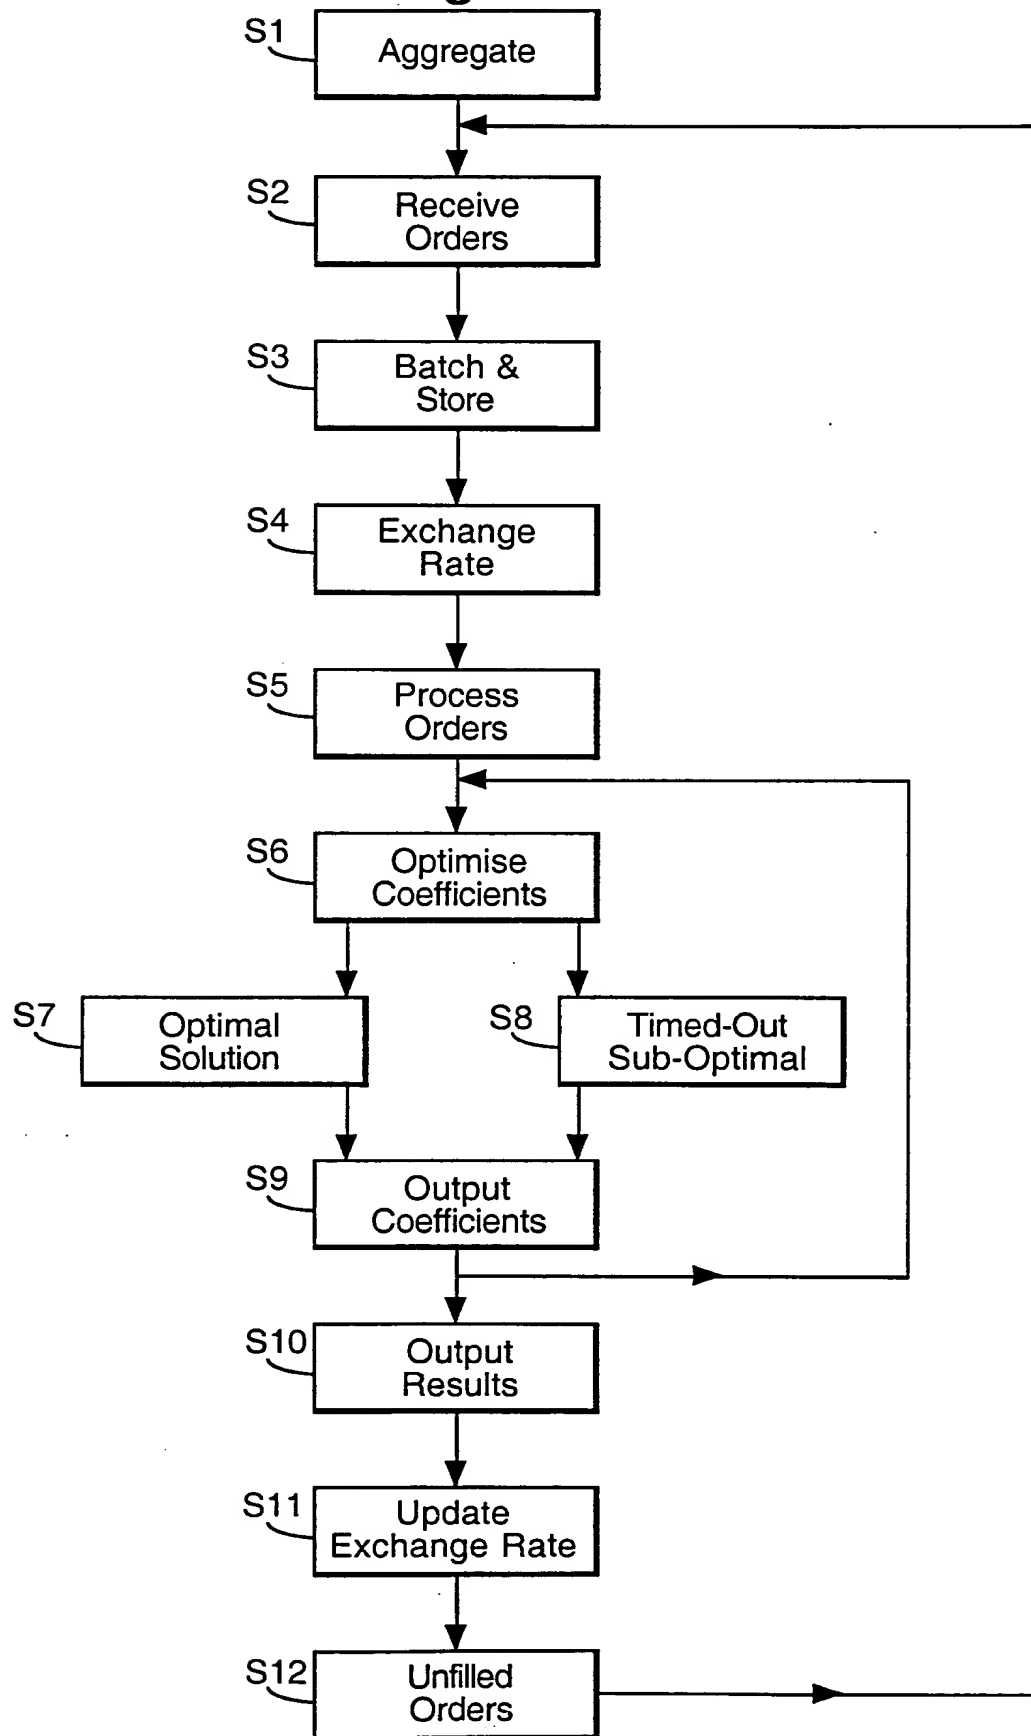 S1
Aggregate
S2
Receive
Orders
S3
Batch &
Store
S4
Exchange
Rate
S5
Process
Orders
S6
Optimise
Coefficients
S7
Optimal
Solution
S8
Timed-Out
Sub-Optimal
S9
Output
Coefficients
S10
Output
Results
S11
Update
Exchange Rate
S12
Unfilled
Orders